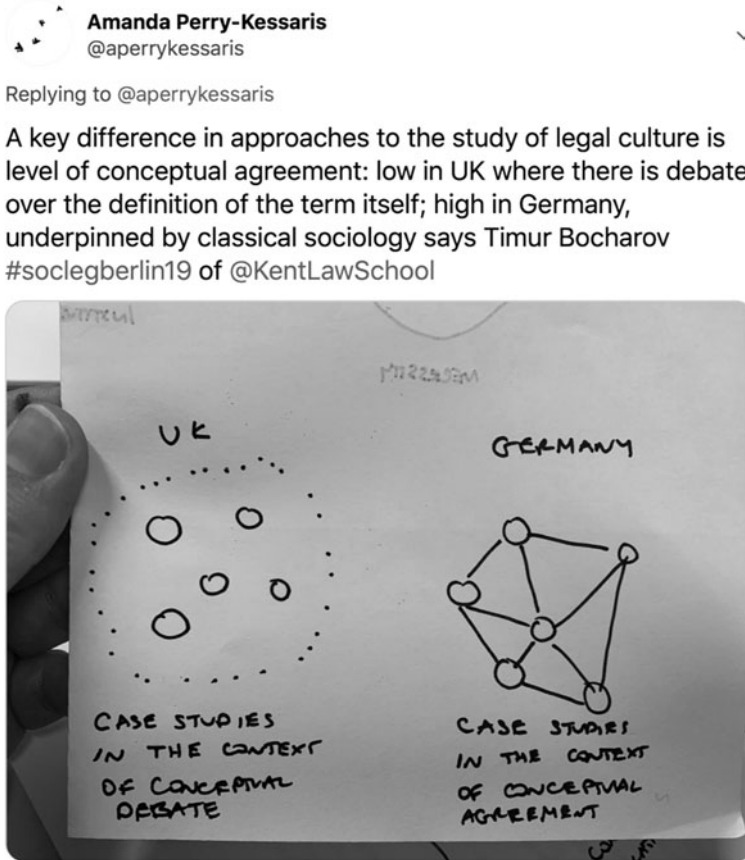 Amanda Perry-Kessaris
@aperrykessaris
Replying to @aperrykessaris
A key difference in approaches to the study of legal culture is
level of conceptual agreement: low in UK where there is debate
over the definition of the term itself; high in Germany,
underpinned by classical sociology says Timur Bocharov
#soclegberlin19 of @KentLawSchool
UK
CASE STUDIES
IN THE CONTEXT
OF CONCEPTUAL
DEBATE
GERMANY
CASE STUDIES
IN THE CONTEXT
OF CONCEPTUAL
AGREEMENT